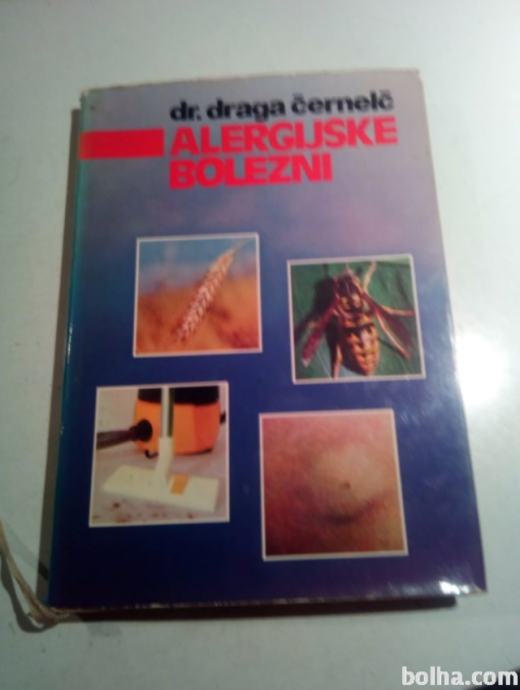 dr. draga černelč
ALERGIJSKE
BOLEZNI
bolha.com